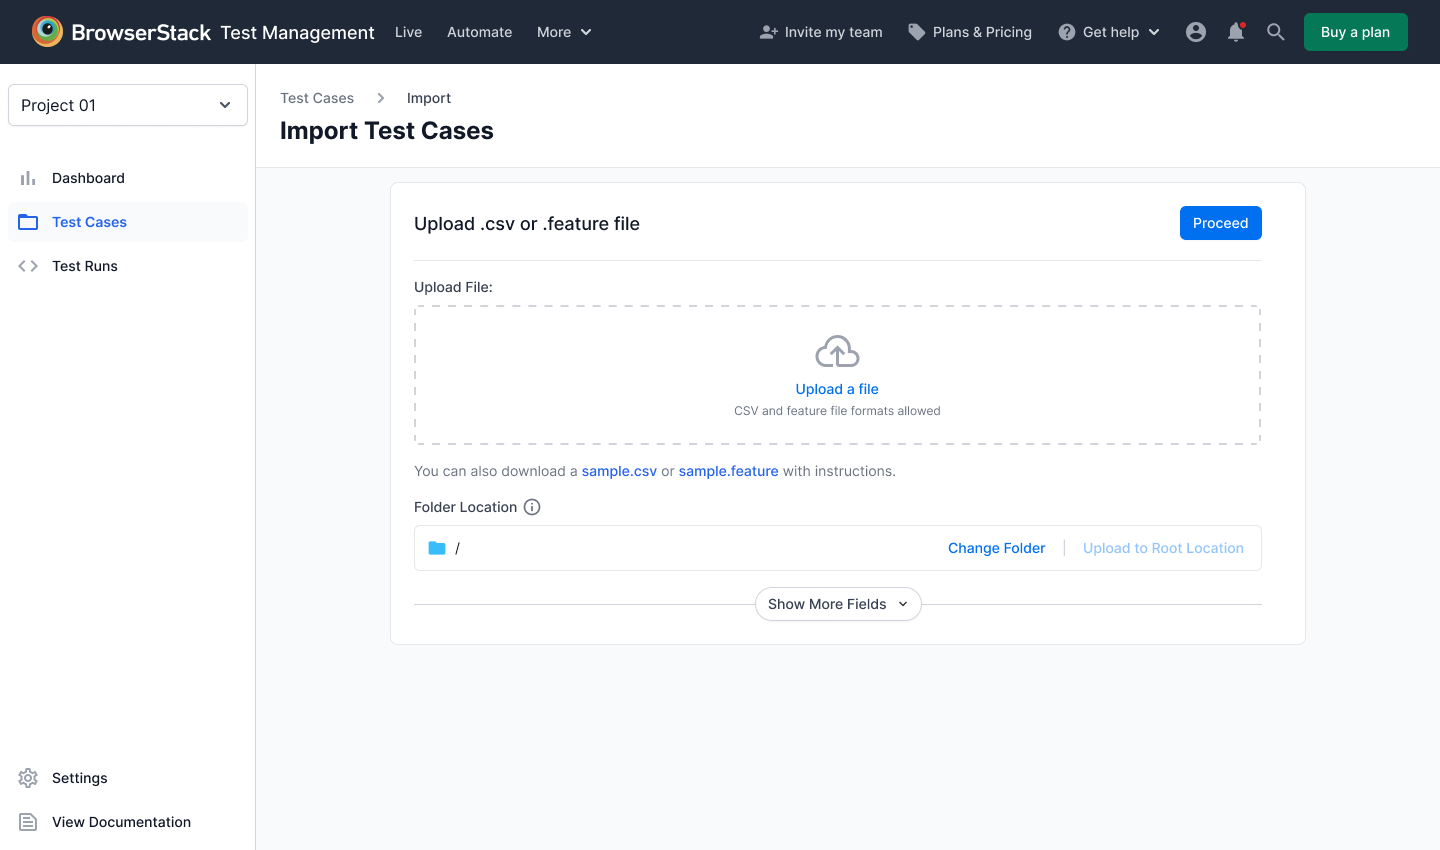 BrowserStack Test Management Live Automate More Invite my team Plans & Pricing Get help Buy a plan
Project 01
Dashboard
Test Cases
Test Runs
Settings
View Documentation
Test Cases Import
Import Test Cases
Upload .csv or .feature file Proceed
Upload File:
Upload a file
CSV and feature file formats allowed
You can also download a sample.csv or sample.feature with instructions.
Folder Location
/ Change Folder Upload to Root Location
Show More Fields